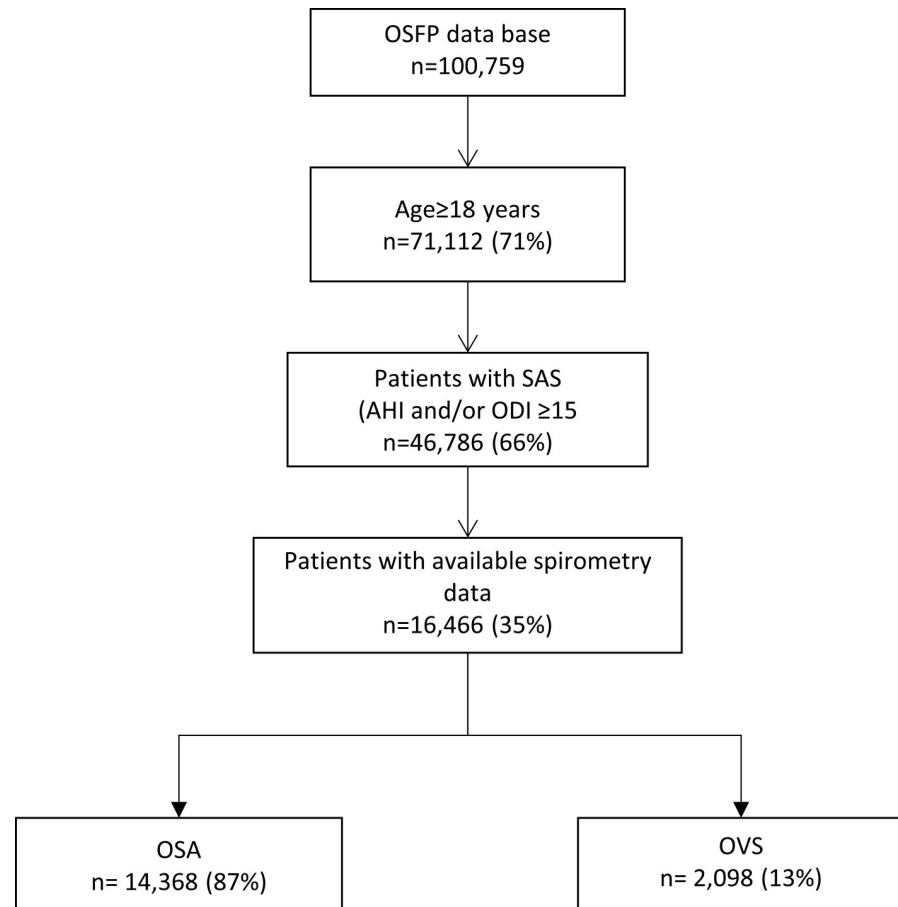 OSFP data base
n=100,759
Age≥18 years
n=71,112 (71%)
Patients with SAS
(AHI and/or ODI ≥15
n=46,786 (66%)
Patients with available spirometry
data
n=16,466 (35%)
OSA
n= 14,368 (87%)
OVS
n= 2,098 (13%)